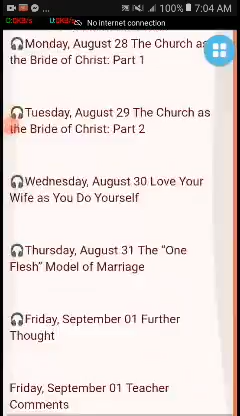 100% 7:04 AM
0:0KB/s U:0KB/s No internet connection
Monday, August 28 The Church as
the Bride of Christ: Part 1
Tuesday, August 29 The Church as
the Bride of Christ: Part 2
Wednesday, August 30 Love Your
Wife as You Do Yourself
Thursday, August 31 The “One
Flesh” Model of Marriage
Friday, September 01 Further
Thought
Friday, September 01 Teacher
Comments